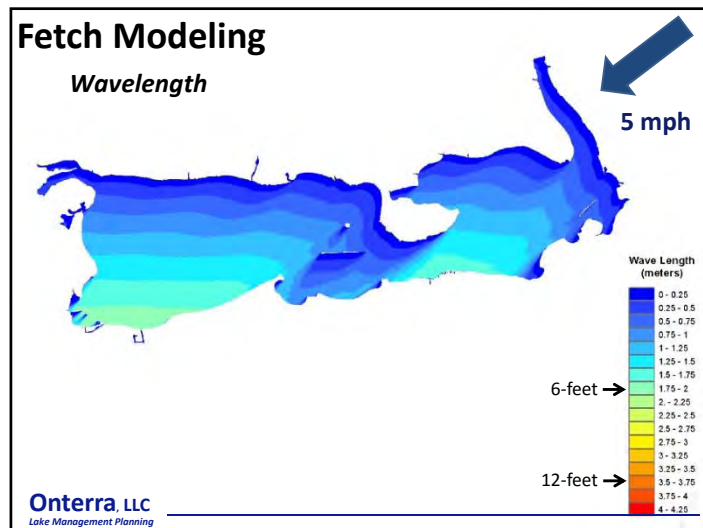 Fetch Modeling
Wavelength
5 mph
Wave Length
(meters)
0 - 0.25
0.25 - 0.5
0.5 - 0.75
0.75 - 1
1 - 1.25
1.25 - 1.5
1.5 - 1.75
1.75 - 2
2. - 2.25
2.25 - 2.5
2.5 - 2.75
2.75 - 3
3 - 3.25
3.25 - 3.5
3.5 - 3.75
3.75 - 4
4 - 4.25
6-feet
12-feet
Onterra, LLC
Lake Management Planning